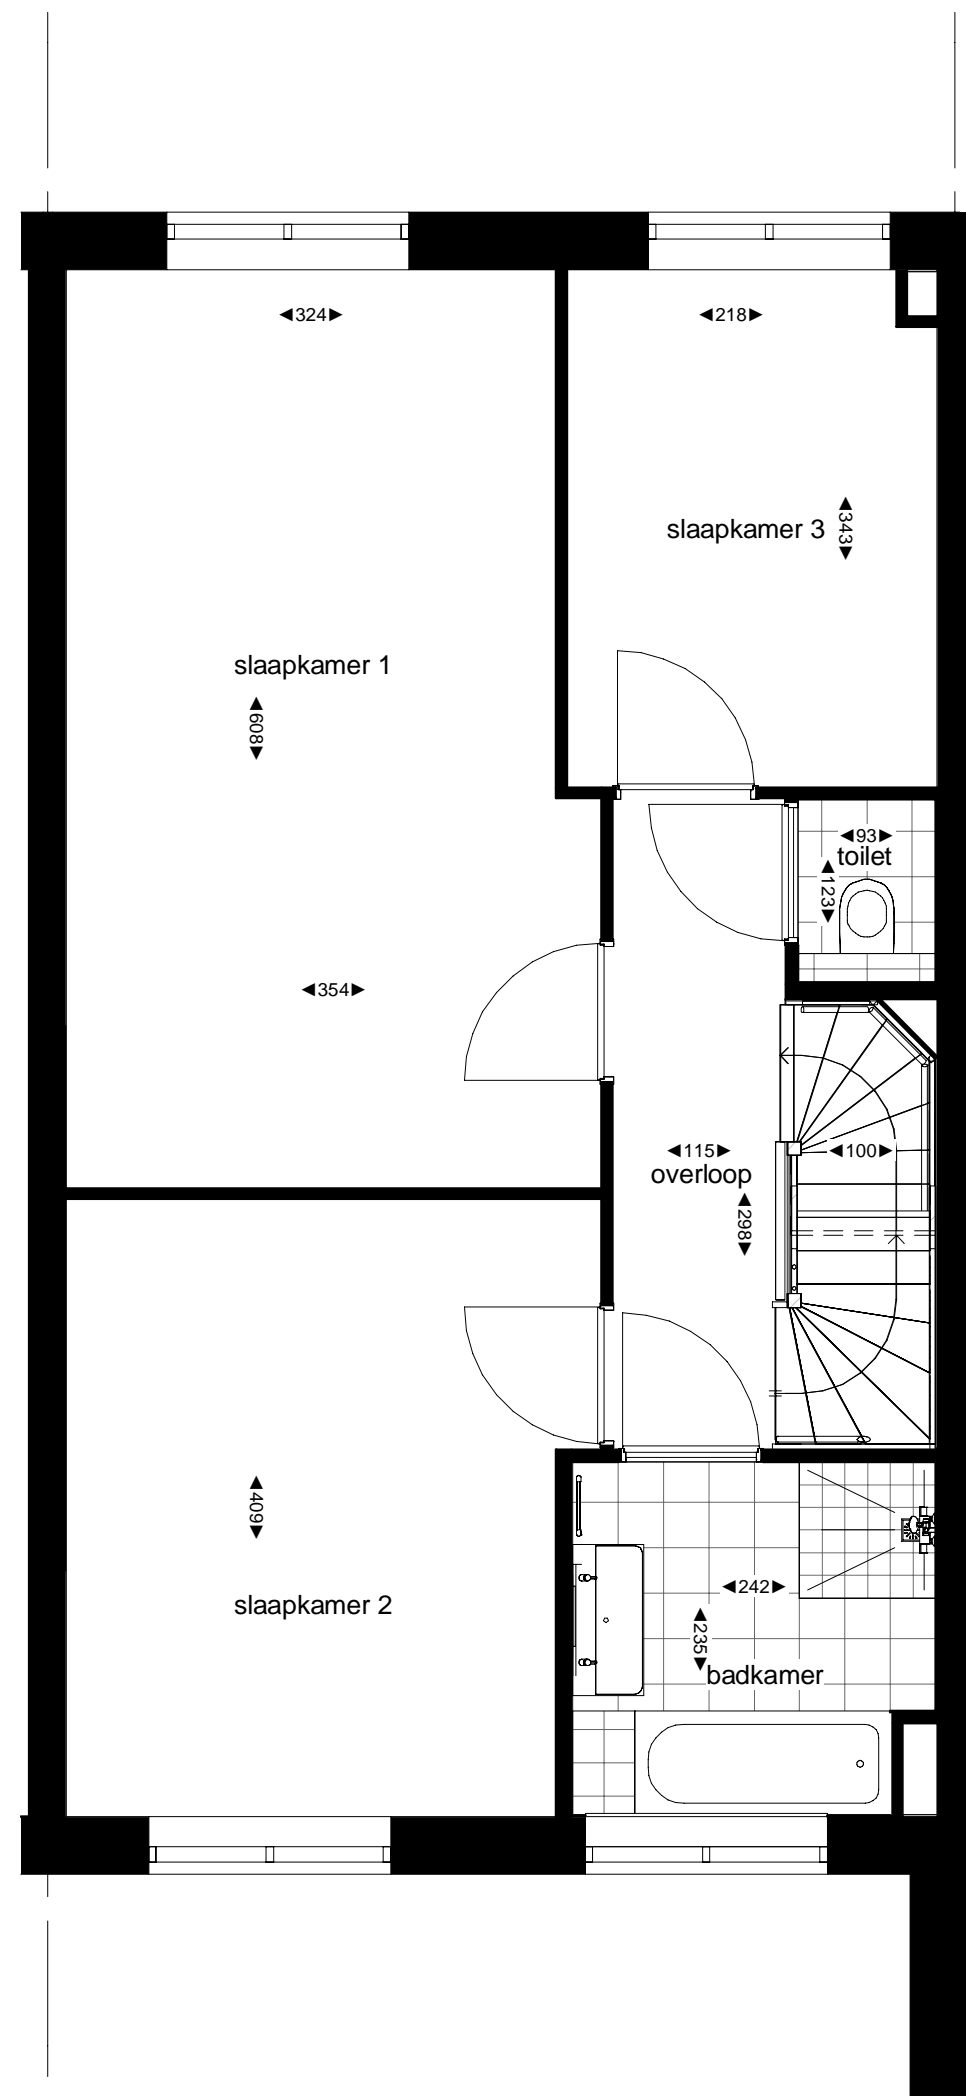 ◄324►
◄218►
slaapkamer 3
◄343►
slaapkamer 1
◄608►
◄93►
toilet
◄123►
◄354►
◄115►
overloop
◄100►
◄298►
◄409►
slaapkamer 2
◄242►
◄235►
badkamer